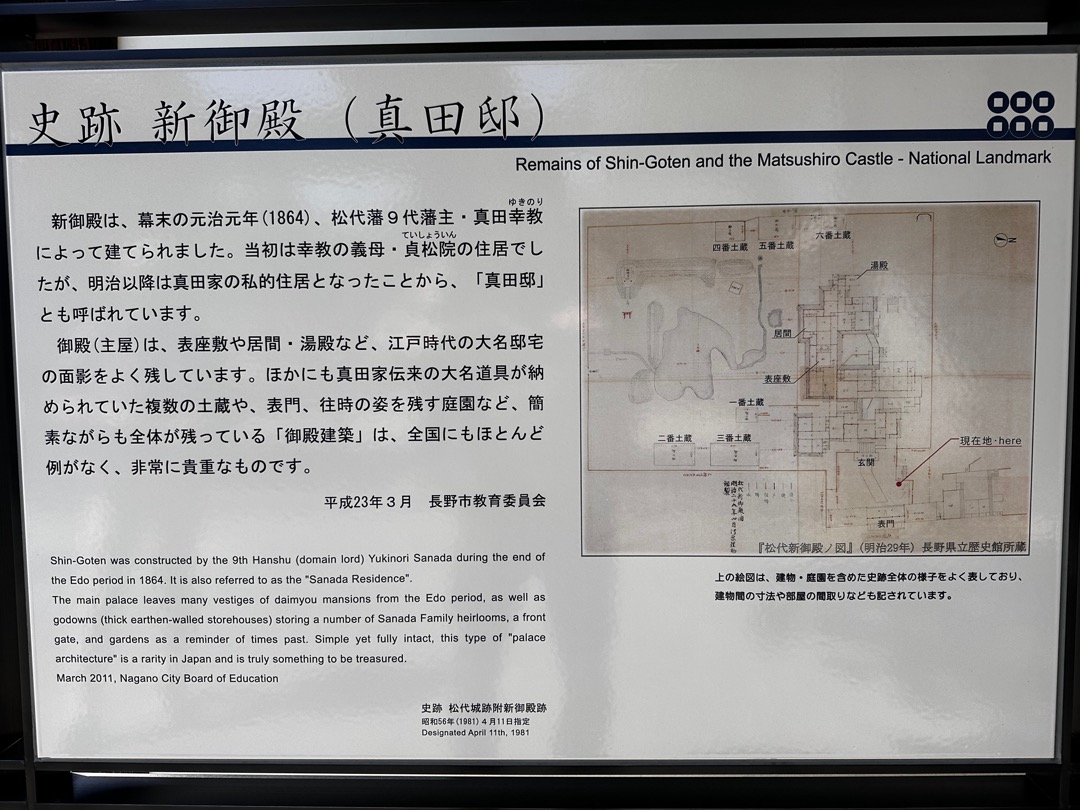 史跡 新御殿（真田邸）
Remains of Shin-Goten and the Matsushiro Castle - National Landmark
ゆきのり
新御殿は、幕末の元治元年(1864)、松代藩９代藩主・真田幸教
ていしょういん
によって建てられました。当初は幸教の義母・貞松院の住居でし
たが、明治以降は真田家の私的住居となったことから、「真田邸」
とも呼ばれています。
御殿(主屋)は、表座敷や居間・湯殿など、江戸時代の大名邸宅
の面影をよく残しています。ほかにも真田家伝来の大名道具が納
められていた複数の土蔵や、表門、往時の姿を残す庭園など、簡
素ながらも全体が残っている「御殿建築」は、全国にもほとんど
例がなく、非常に貴重なものです。
平成23年３月　長野市教育委員会
Shin-Goten was constructed by the 9th Hanshu (domain lord) Yukinori Sanada during the end of
the Edo period in 1864. It is also referred to as the "Sanada Residence".
The main palace leaves many vestiges of daimyou mansions from the Edo period, as well as
godowns (thick earthen-walled storehouses) storing a number of Sanada Family heirlooms, a front
gate, and gardens as a reminder of times past. Simple yet fully intact, this type of "palace
architecture" is a rarity in Japan and is truly something to be treasured.
March 2011, Nagano City Board of Education
史跡 松代城跡附新御殿跡
昭和56年(1981) ４月11日指定
Designated April 11th, 1981
四番土蔵
五番土蔵
六番土蔵
N
湯殿
居間
表座敷
一番土蔵
二番土蔵
三番土蔵
現在地･here
玄関
表門
『松代新御殿ノ図』(明治29年）長野県立歴史館所蔵
上の絵図は、建物・庭園を含めた史跡全体の様子をよく表しており、
建物間の寸法や部屋の間取りなども記されています。